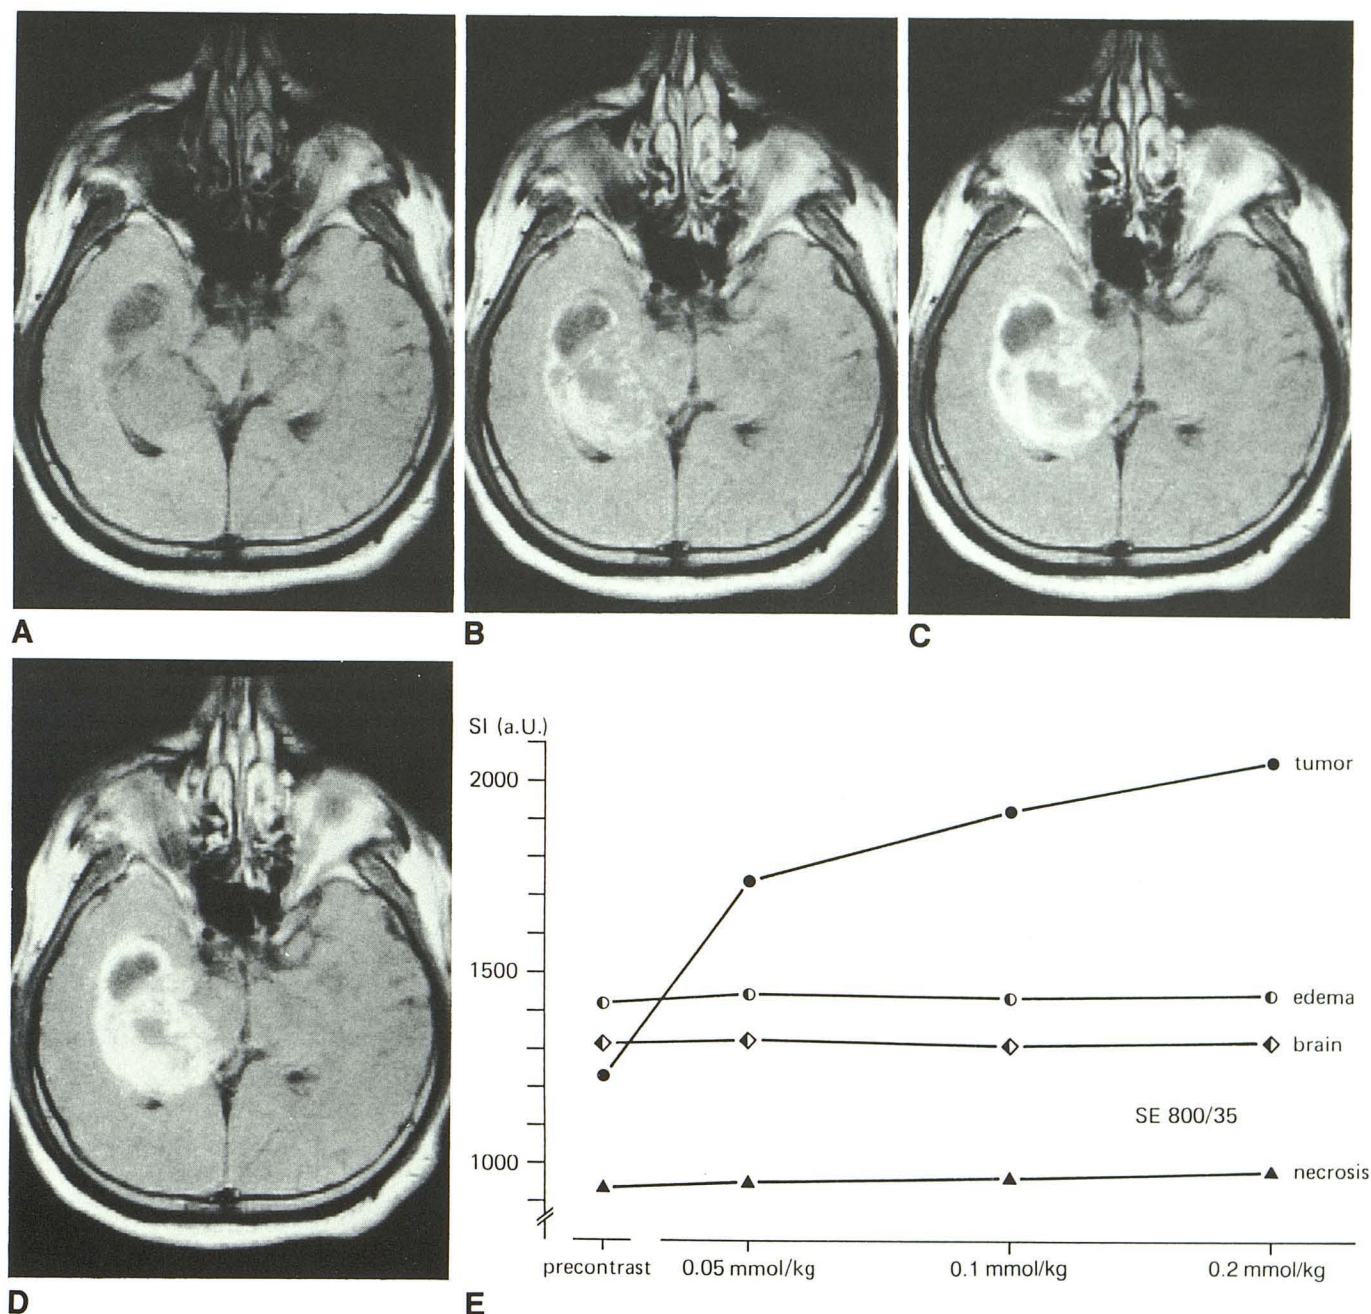 A
B
C
D
E
SI (a.U.)
2000
1500
1000
tumor
edema
brain
SE 800/35
necrosis
precontrast
0.05 mmol/kg
0.1 mmol/kg
0.2 mmol/kg